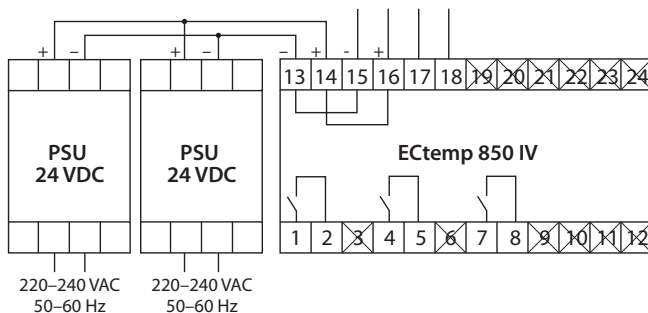 + − + − − + - +
13 14 15 16 17 18 19 20 21 22 23 24
PSU
24 VDC
PSU
24 VDC
ECtemp 850 IV
1 2 3 4 5 6 7 8 9 10 11 12
220–240 VAC
50–60 Hz
220–240 VAC
50–60 Hz